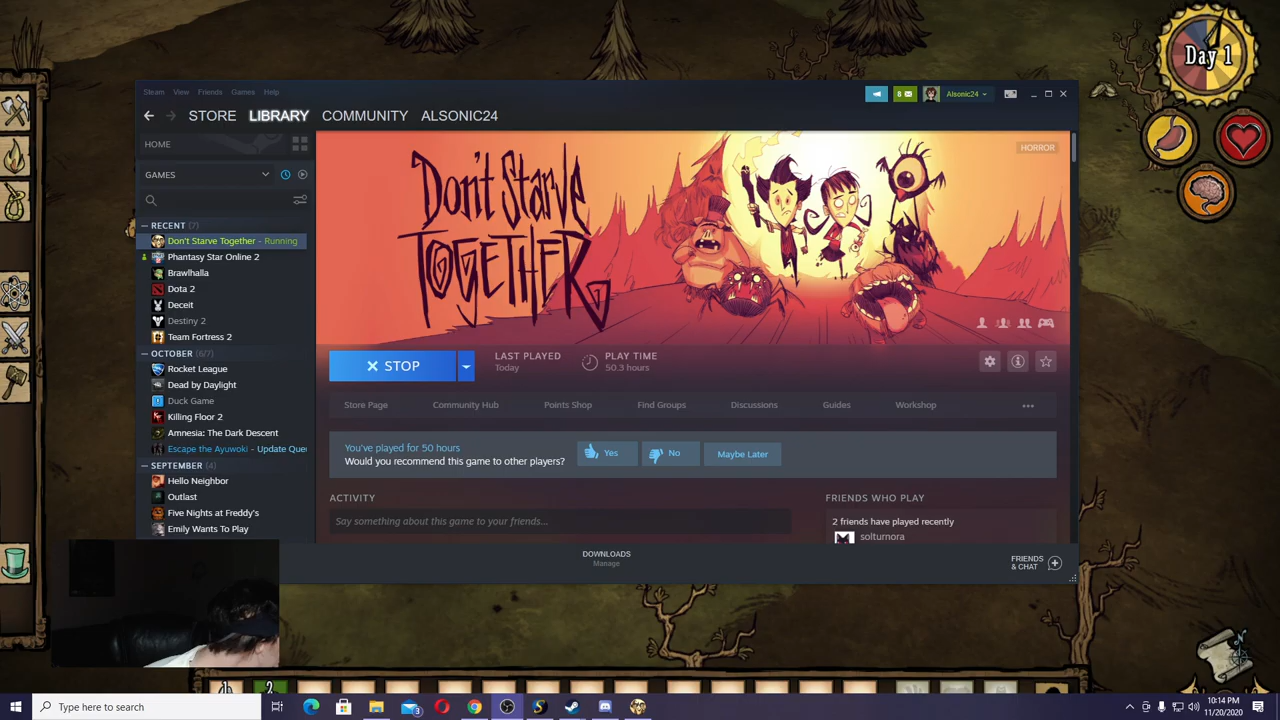 Day 1
Steam View Friends Games Help
8
Alsonic24
STORE LIBRARY COMMUNITY ALSONIC24
HOME
GAMES
RECENT (7)
Don't Starve Together - Running
Phantasy Star Online 2
Brawlhalla
Dota 2
Deceit
Destiny 2
Team Fortress 2
OCTOBER (6/7)
Rocket League
Dead by Daylight
Duck Game
Killing Floor 2
Amnesia: The Dark Descent
Escape the Ayuwoki - Update Que
SEPTEMBER (4)
Hello Neighbor
Outlast
Five Nights at Freddy's
Emily Wants To Play
Don't Starve
TOGETHER
HORROR
STOP
LAST PLAYED
Today
PLAY TIME
50.3 hours
Store Page Community Hub Points Shop Find Groups Discussions Guides Workshop
You've played for 50 hours
Would you recommend this game to other players?
Yes
No
Maybe Later
ACTIVITY
Say something about this game to your friends...
FRIENDS WHO PLAY
2 friends have played recently
solturnora
DOWNLOADS
Manage
FRIENDS
& CHAT
2
Type here to search
3
10:14 PM
11/20/2020